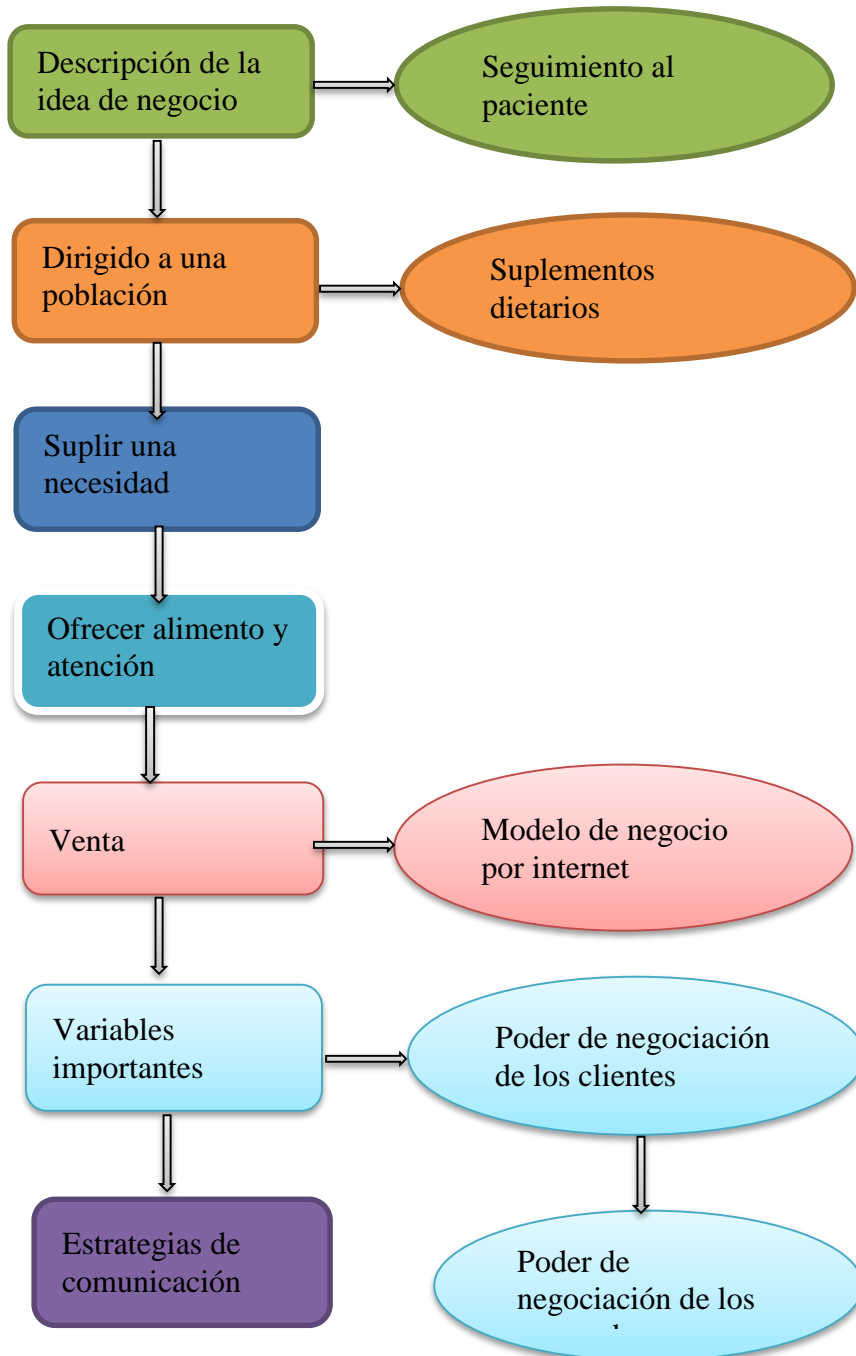 Descripción de la
idea de negocio
Seguimiento al
paciente
Dirigido a una
población
Suplementos
dietarios
Suplir una
necesidad
Ofrecer alimento y
atención
Venta
Modelo de negocio
por internet
Variables
importantes
Poder de negociación
de los clientes
Estrategias de
comunicación
Poder de
negociación de los